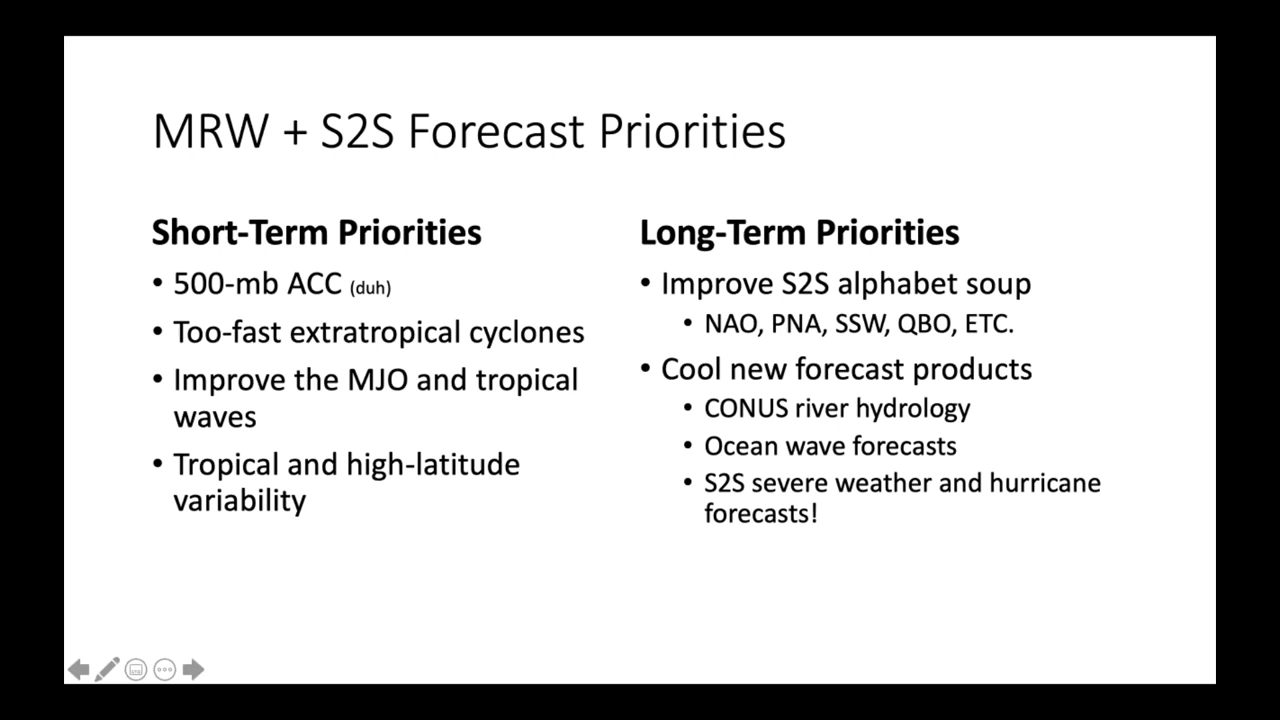 MRW + S2S Forecast Priorities
Short-Term Priorities
• 500-mb ACC (duh)
• Too-fast extratropical cyclones
• Improve the MJO and tropical
waves
• Tropical and high-latitude
variability
Long-Term Priorities
• Improve S2S alphabet soup
• NAO, PNA, SSW, QBO, ETC.
• Cool new forecast products
• CONUS river hydrology
• Ocean wave forecasts
• S2S severe weather and hurricane
forecasts!